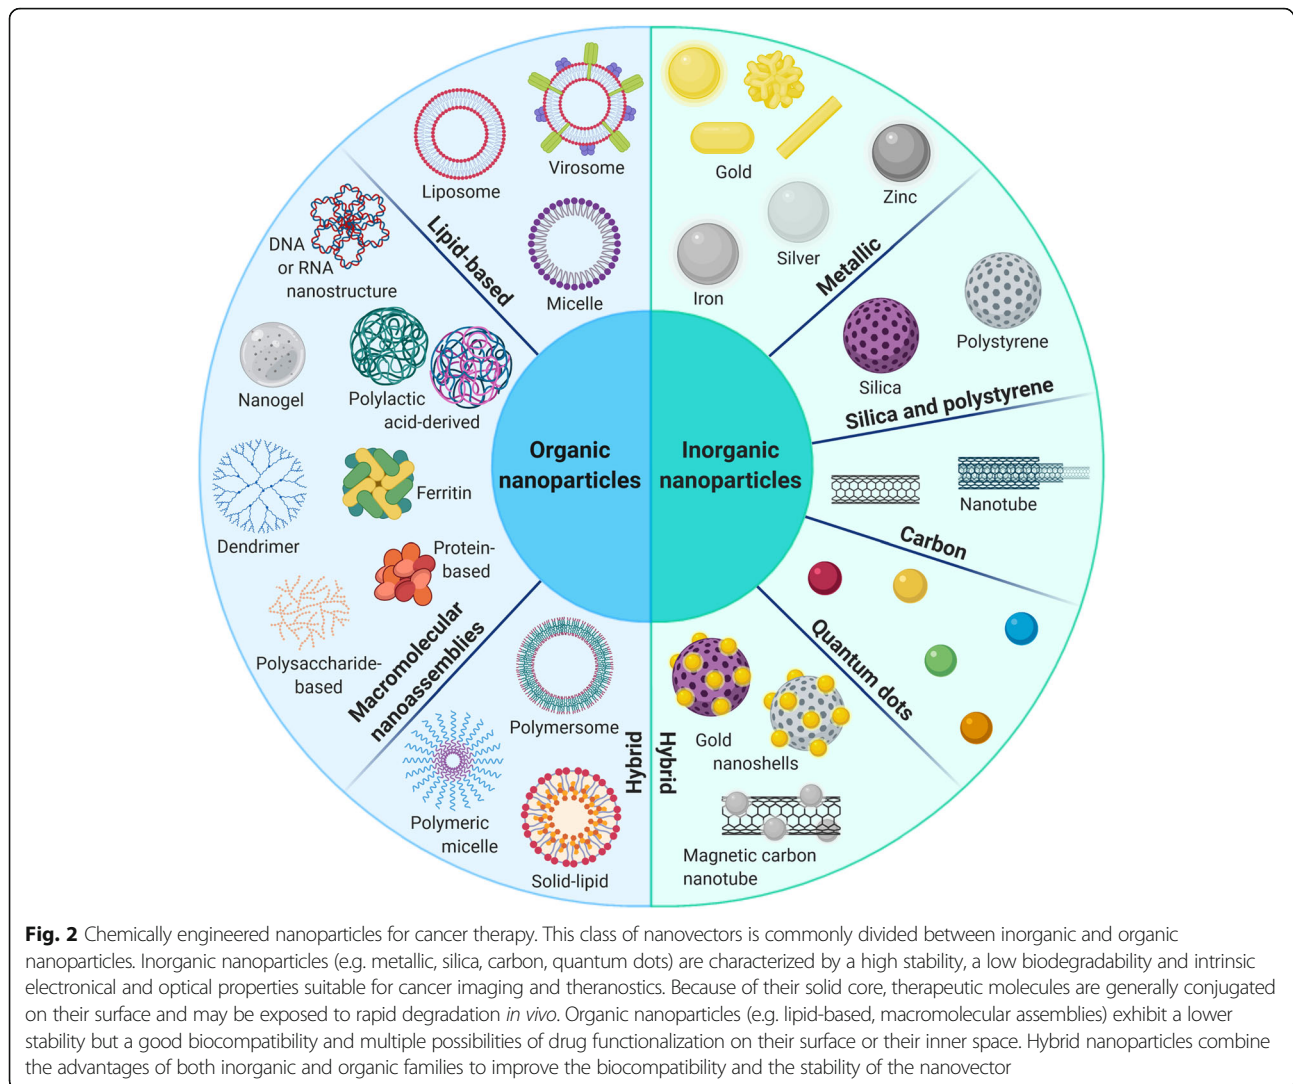 Liposome
Virosome
Micelle
Lipid-based
DNA
or RNA
nanostructure
Nanogel
Polylactic
acid-derived
Dendrimer
Ferritin
Protein-
based
Polysaccharide-
based
Macromolecular
nanoassemblies
Polymersome
Polymeric
micelle
Solid-lipid
Hybrid
Organic
nanoparticles
Inorganic
nanoparticles
Gold
Zinc
Silver
Iron
Metallic
Polystyrene
Silica
Silica and polystyrene
Nanotube
Carbon
Quantum dots
Gold
nanoshells
Hybrid
Magnetic carbon
nanotube
Fig. 2 Chemically engineered nanoparticles for cancer therapy. This class of nanovectors is commonly divided between inorganic and organic
nanoparticles. Inorganic nanoparticles (e.g. metallic, silica, carbon, quantum dots) are characterized by a high stability, a low biodegradability and intrinsic
electronical and optical properties suitable for cancer imaging and theranostics. Because of their solid core, therapeutic molecules are generally conjugated
on their surface and may be exposed to rapid degradation in vivo. Organic nanoparticles (e.g. lipid-based, macromolecular assemblies) exhibit a lower
stability but a good biocompatibility and multiple possibilities of drug functionalization on their surface or their inner space. Hybrid nanoparticles combine
the advantages of both inorganic and organic families to improve the biocompatibility and the stability of the nanovector